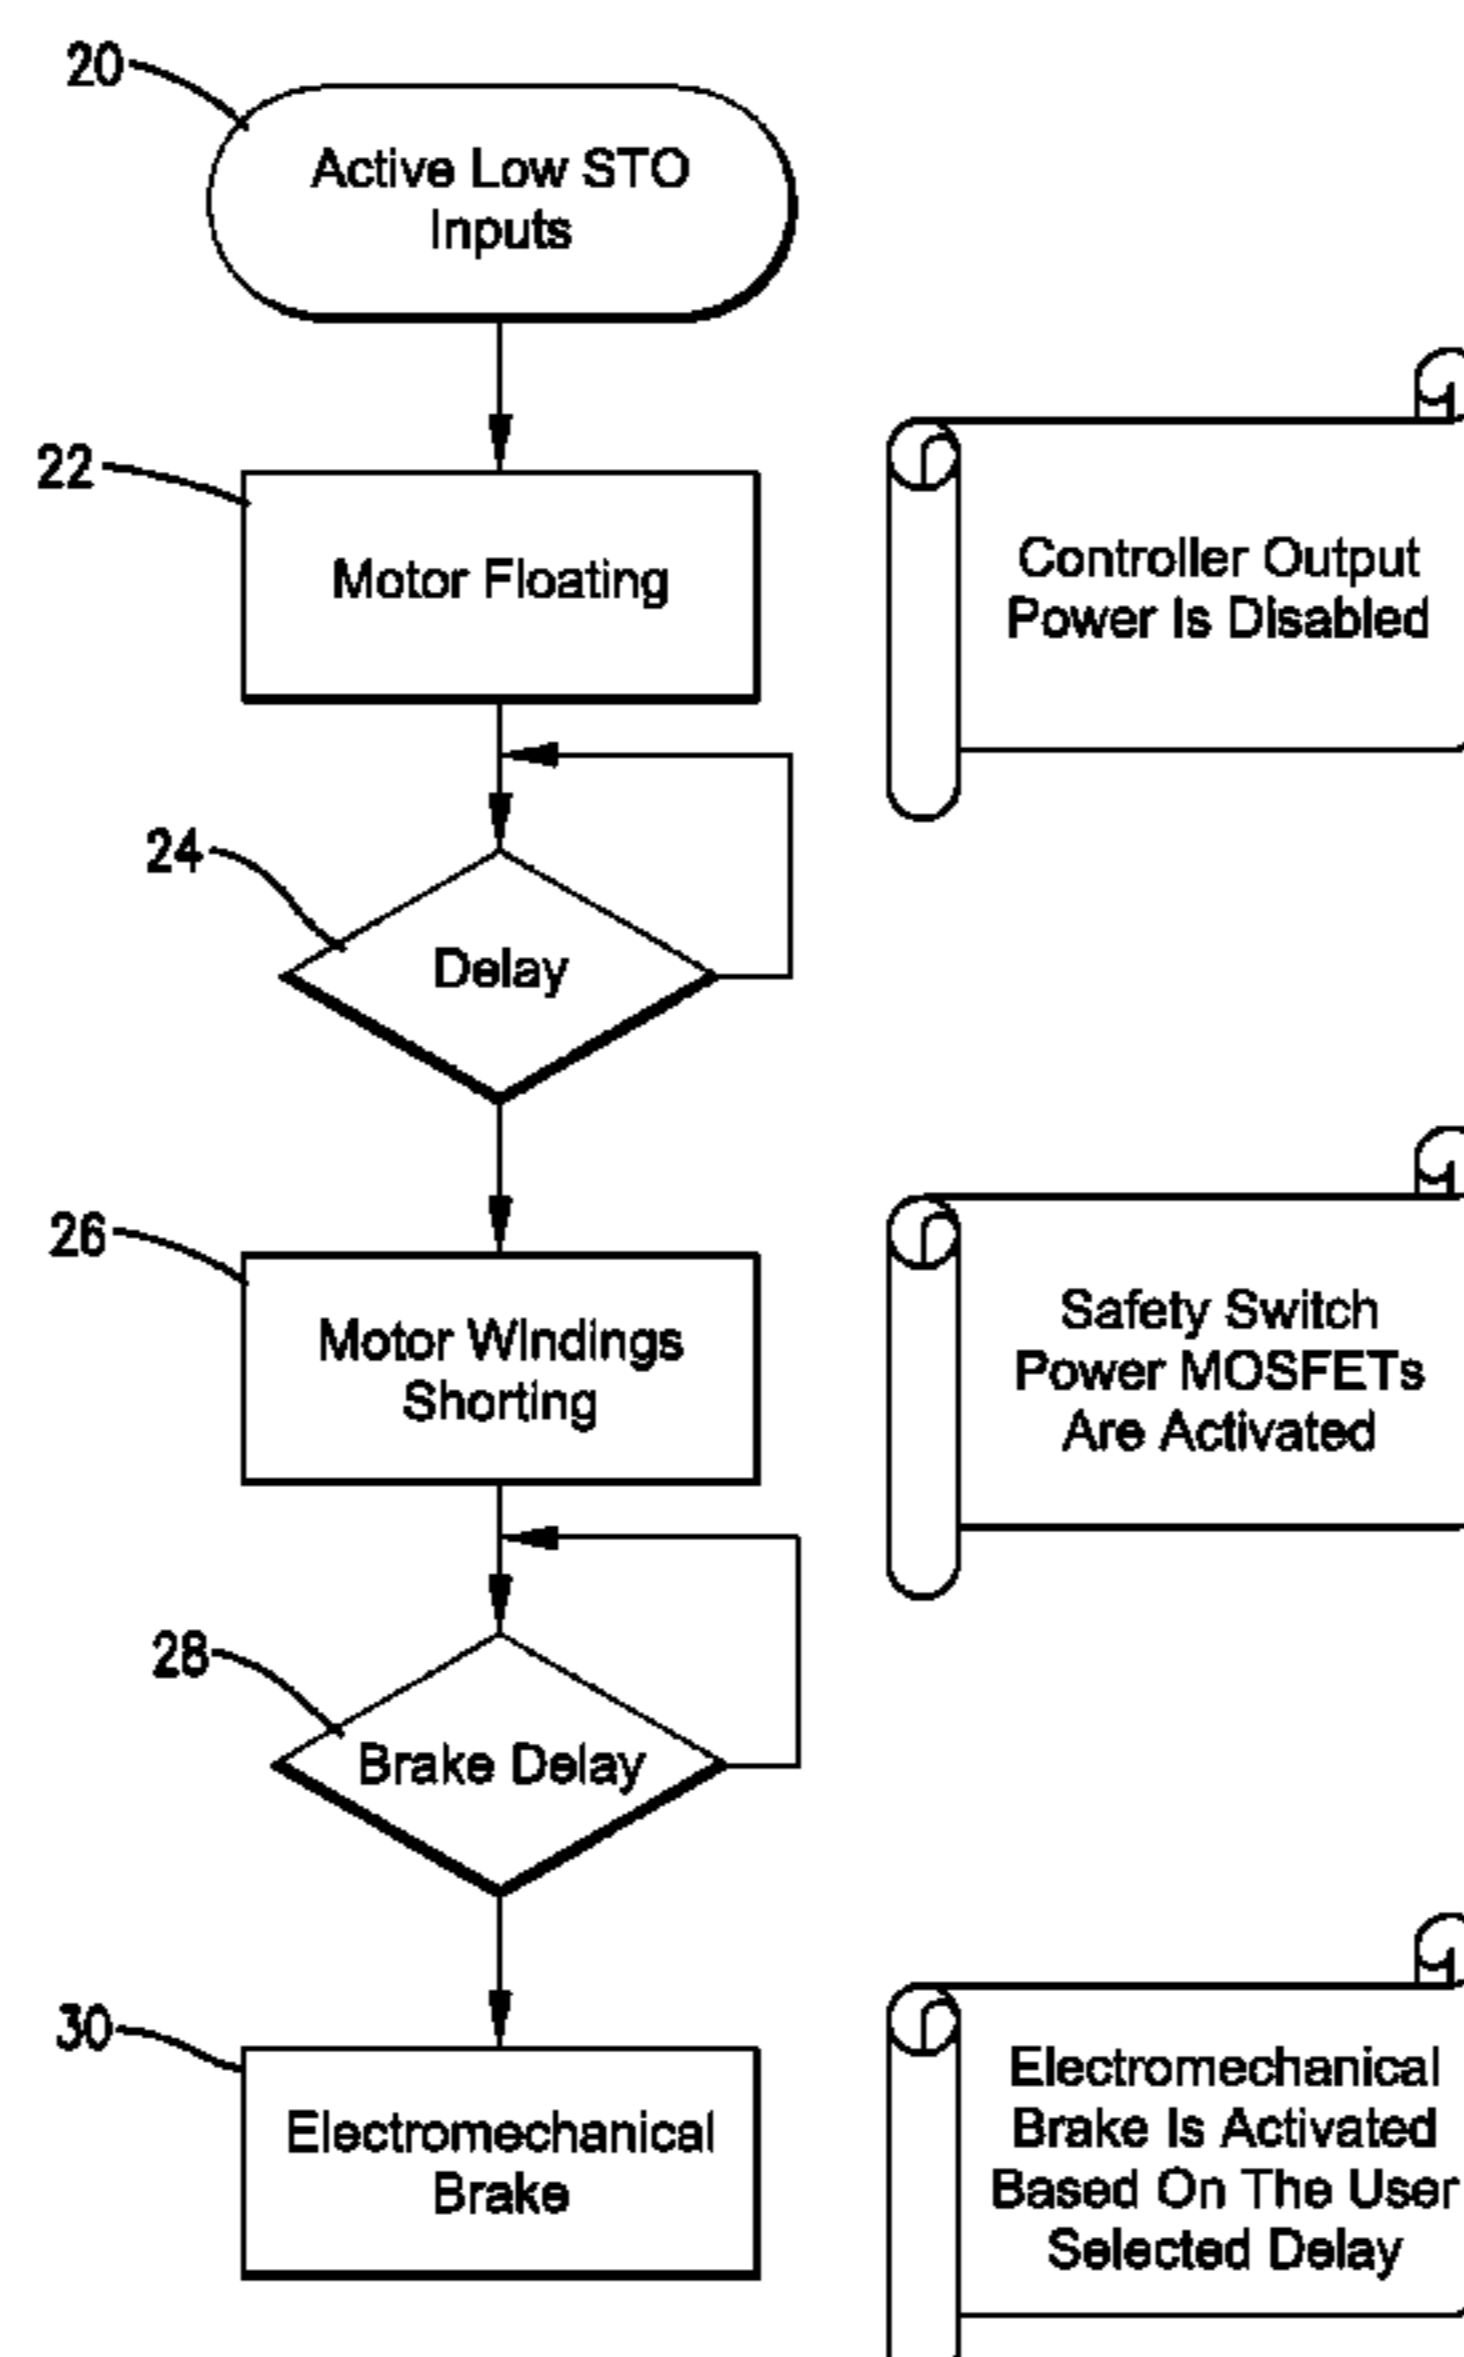 20
Active Low STO
Inputs
22
Motor Floating
Controller Output
Power Is Disabled
24
Delay
26
Motor WIndings
Shorting
Safety Switch
Power MOSFETs
Are Activated
28
Brake Delay
30
Electromechanical
Brake
Electromechanical
Brake Is Activated
Based On The User
Selected Delay